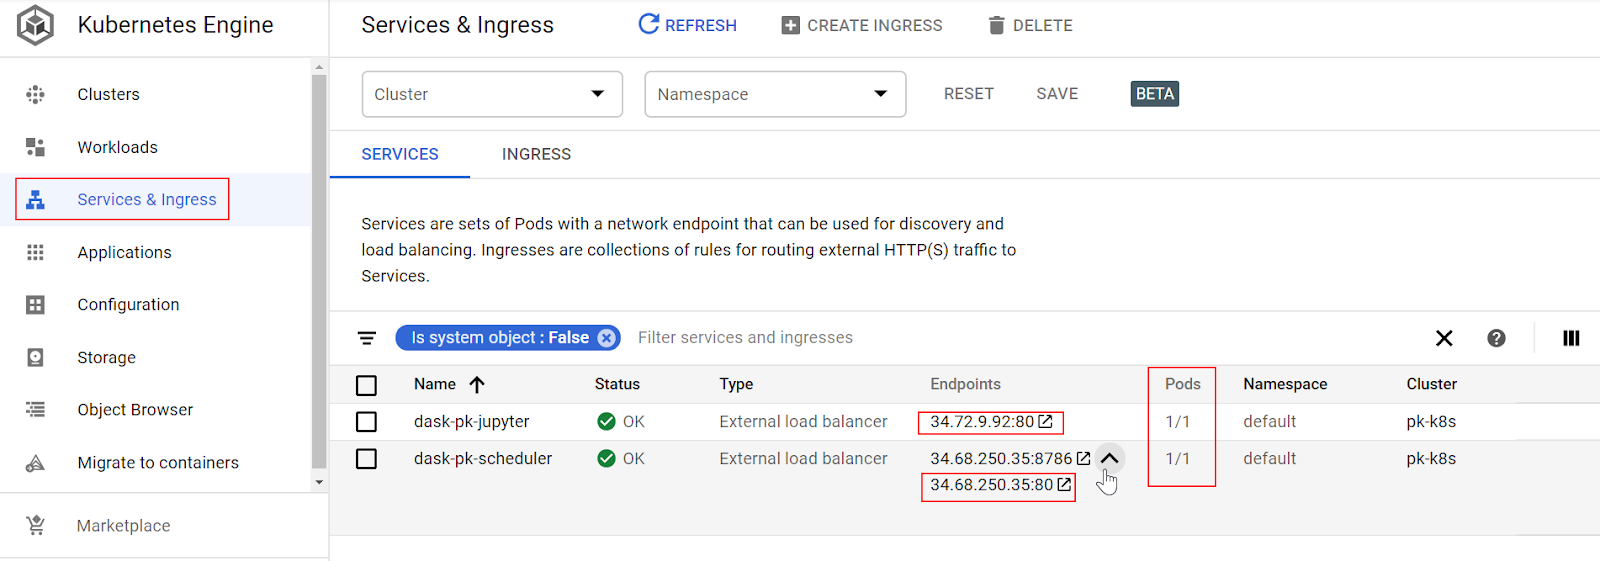 Kubernetes Engine
Services & Ingress
REFRESH
CREATE INGRESS
DELETE
Clusters
Workloads
Services & Ingress
Applications
Configuration
Storage
Object Browser
Migrate to containers
Marketplace
Cluster
Namespace
RESET
SAVE
BETA
SERVICES
INGRESS
Services are sets of Pods with a network endpoint that can be used for discovery and
load balancing. Ingresses are collections of rules for routing external HTTP(S) traffic to
Services.
Is system object : False
Filter services and ingresses
Name Status Type Endpoints Pods Namespace Cluster
dask-pk-jupyter OK External load balancer 34.72.9.92:80 1/1 default pk-k8s
dask-pk-scheduler OK External load balancer 34.68.250.35:8786 1/1 default pk-k8s
34.68.250.35:80